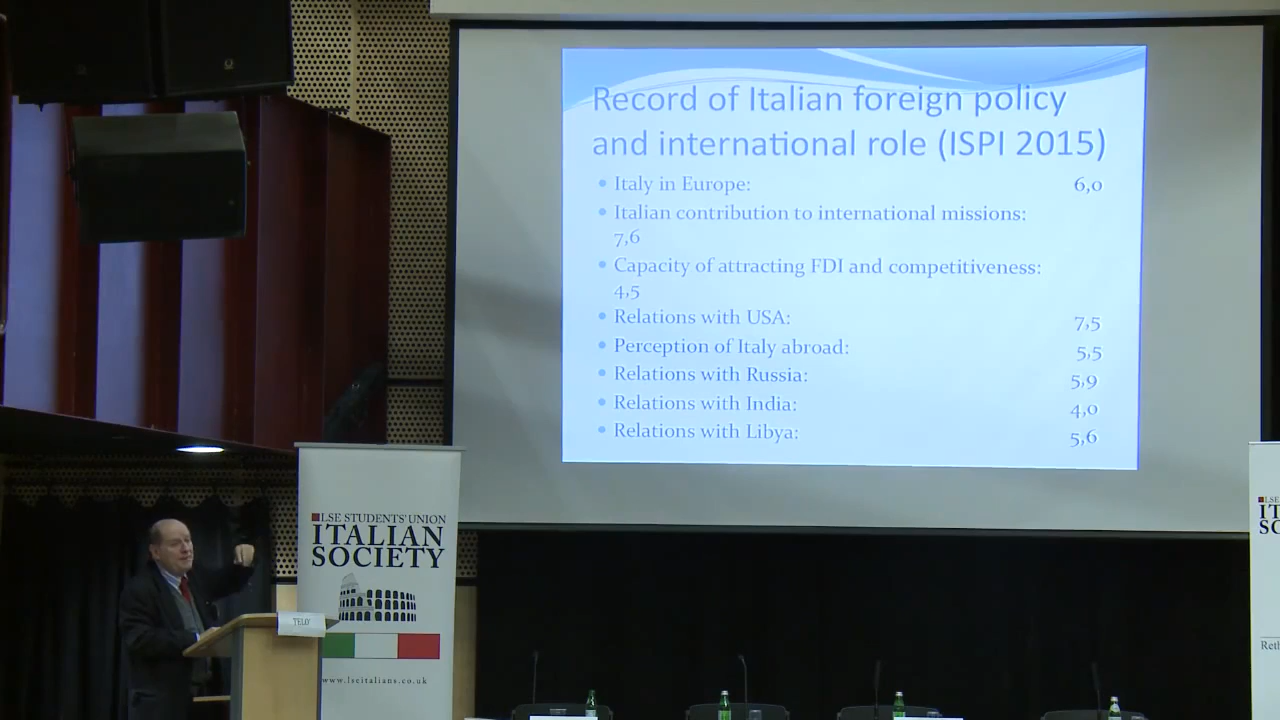 Record of Italian foreign policy
and international role (ISPI 2015)
• Italy in Europe: 6,0
• Italian contribution to international missions:
7,6
• Capacity of attracting FDI and competitiveness:
4,5
• Relations with USA: 7,5
• Perception of Italy abroad: 5,5
• Relations with Russia: 5,9
• Relations with India: 4,0
• Relations with Libya: 5,6
LSE STUDENTS' UNION
ITALIAN
SOCIETY
www.lseitalians.co.uk
TELO'
LSE
IT
SO
Reth